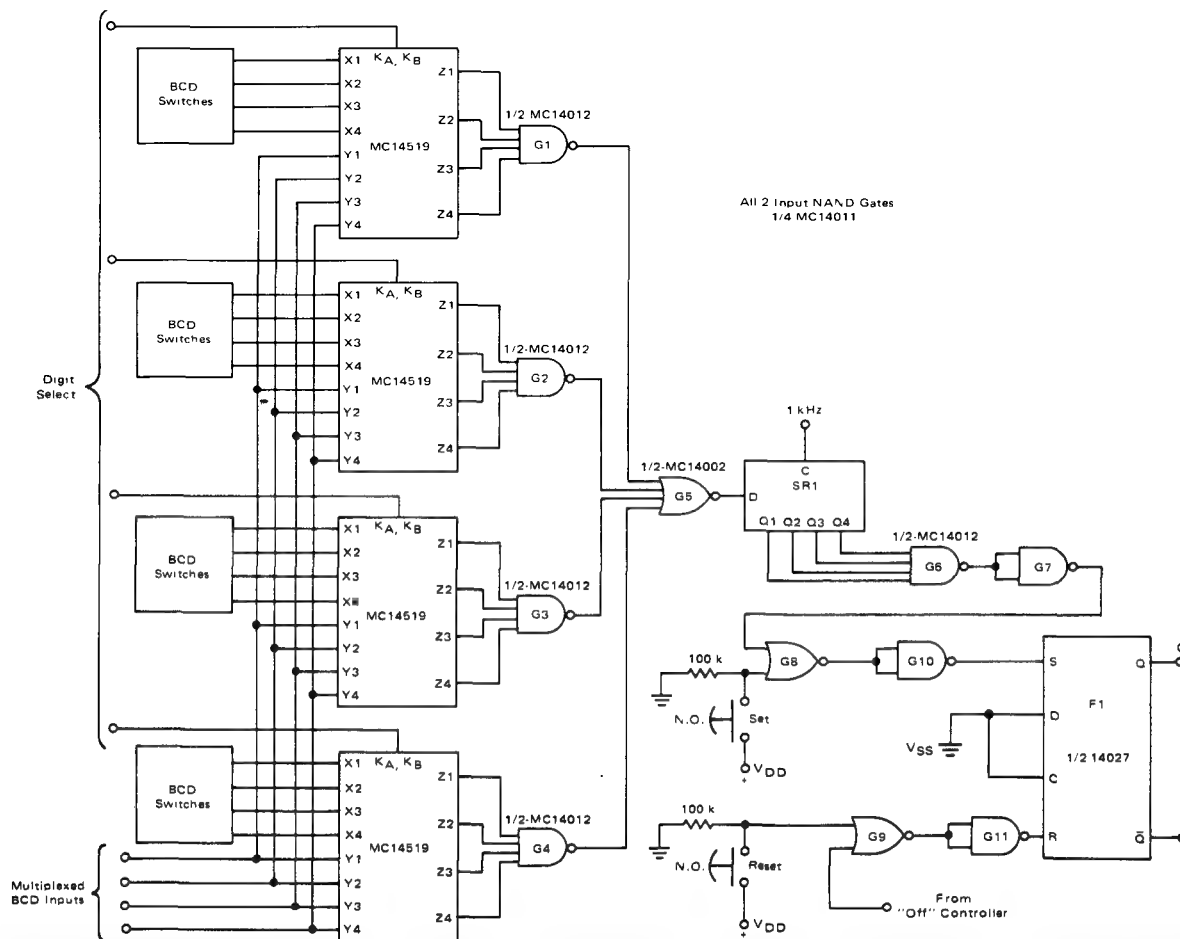 KA, KB
X1
X2
X3
X4
Y1
Y2
Y3
Y4
Z1
Z2
Z3
Z4
MC14519
BCD
Switches
1/2 MC14012
G1
All 2 Input NAND Gates
1/4 MC14011
KA, KB
X1
X2
X3
X4
Y1
Y2
Y3
Y4
Z1
Z2
Z3
Z4
MC14519
BCD
Switches
1/2-MC14012
G2
Digit
Select
1 kHz
C
SR1
D
Q1 Q2 Q3 Q4
1/2-MC14002
G5
1/2-MC14012
G6
G7
KA, KB
X1
X2
X3
Y1
Y2
Y3
Y4
Z1
Z2
Z3
Z4
MC14519
BCD
Switches
1/2-MC14012
G3
100 k
G8
G10
N.O.
Set
VDD
+
S
Q
F1
D
VSS
1/2 14027
C
R
Q̅
KA, KB
X1
X2
X3
X4
Y1
Y2
Y3
Y4
Z1
Z2
Z3
Z4
MC14519
BCD
Switches
1/2-MC14012
G4
100 k
G9
G11
N.O.
Reset
VDD
+
From
"Off" Controller
Multiplexed
BCD Inputs